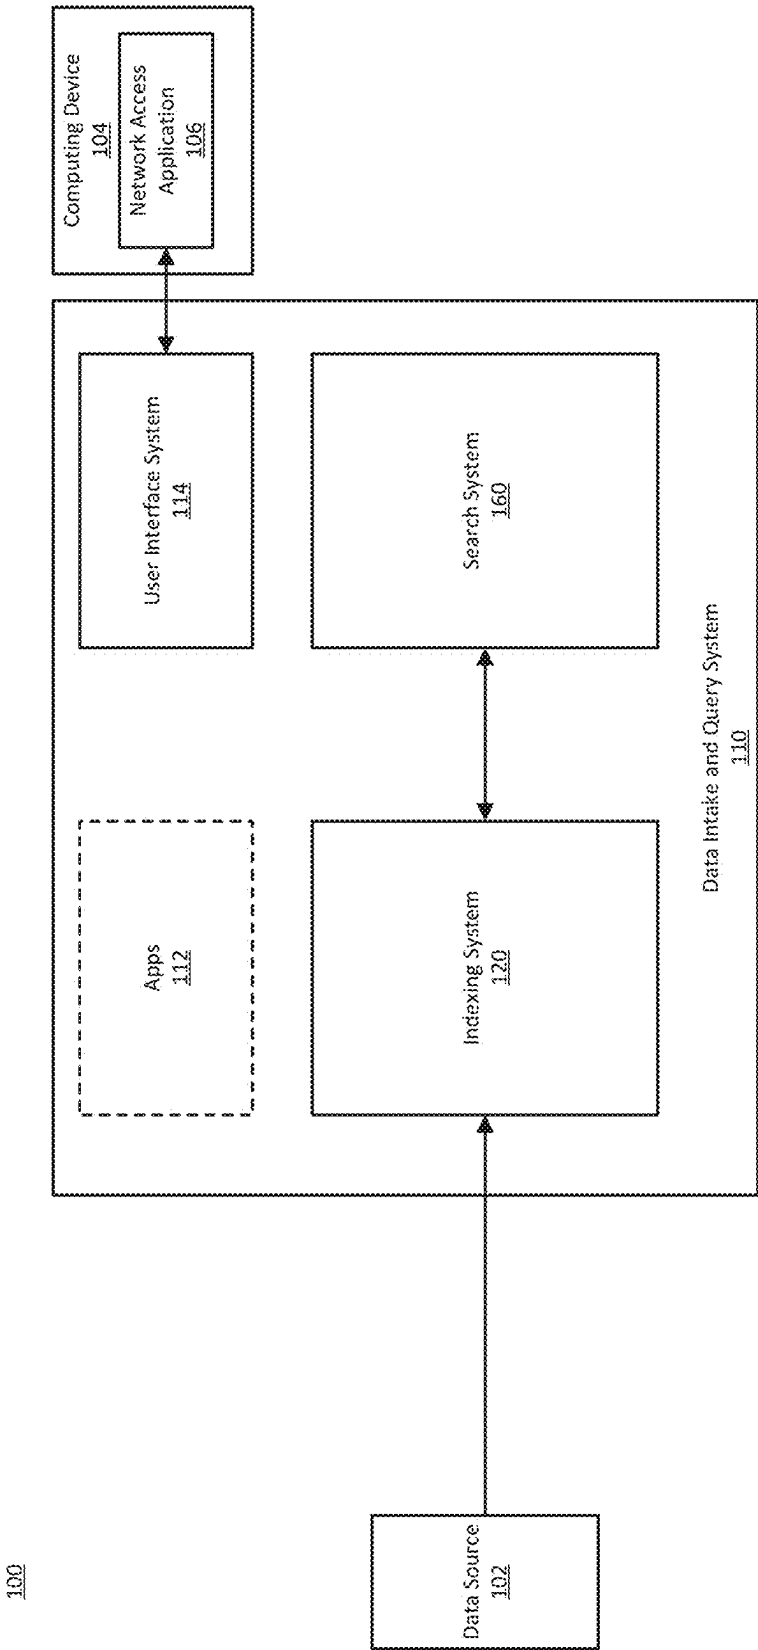 100
Computing Device
104
Network Access
Application
106
Apps
112
User Interface System
114
Data Source
102
Indexing System
120
Search System
160
Data Intake and Query System
110